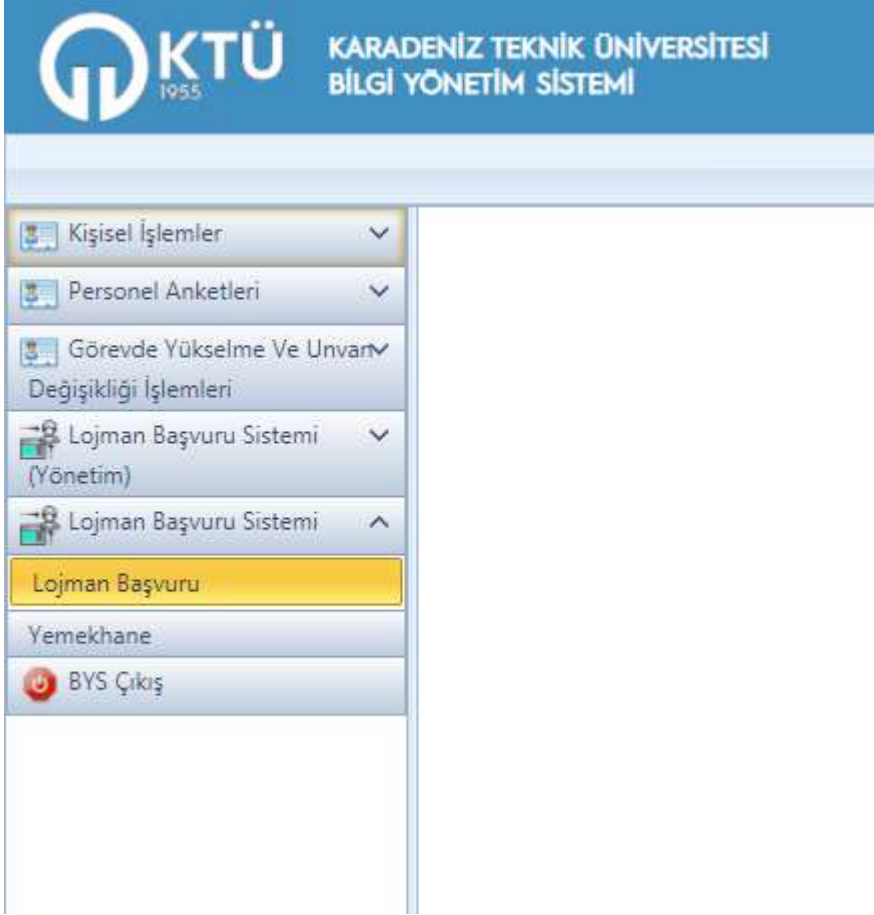 KTÜ
1955
KARADENİZ TEKNİK ÜNİVERSİTESİ
BİLGİ YÖNETİM SİSTEMİ
Kişisel İşlemler
Personel Anketleri
Görevde Yükselme Ve Unvan
Değişikliği İşlemleri
Lojman Başvuru Sistemi
(Yönetim)
Lojman Başvuru Sistemi
Lojman Başvuru
Yemekhane
BYS Çıkış